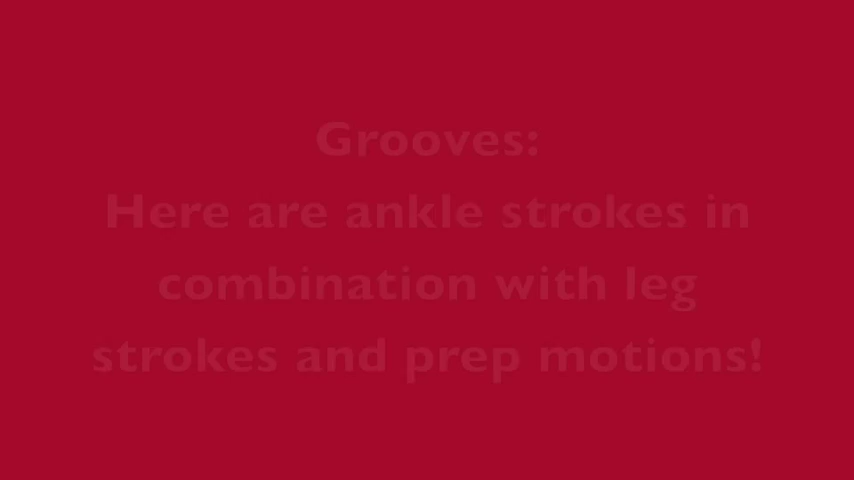 Grooves:
Here are ankle strokes in
combination with leg
strokes and prep motions!